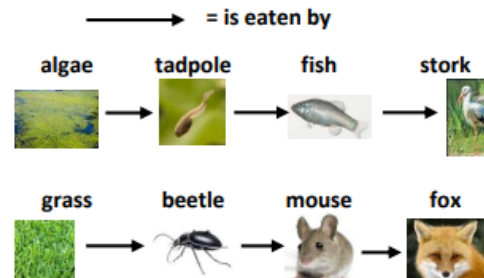 = is eaten by
algae tadpole fish stork
grass beetle mouse fox